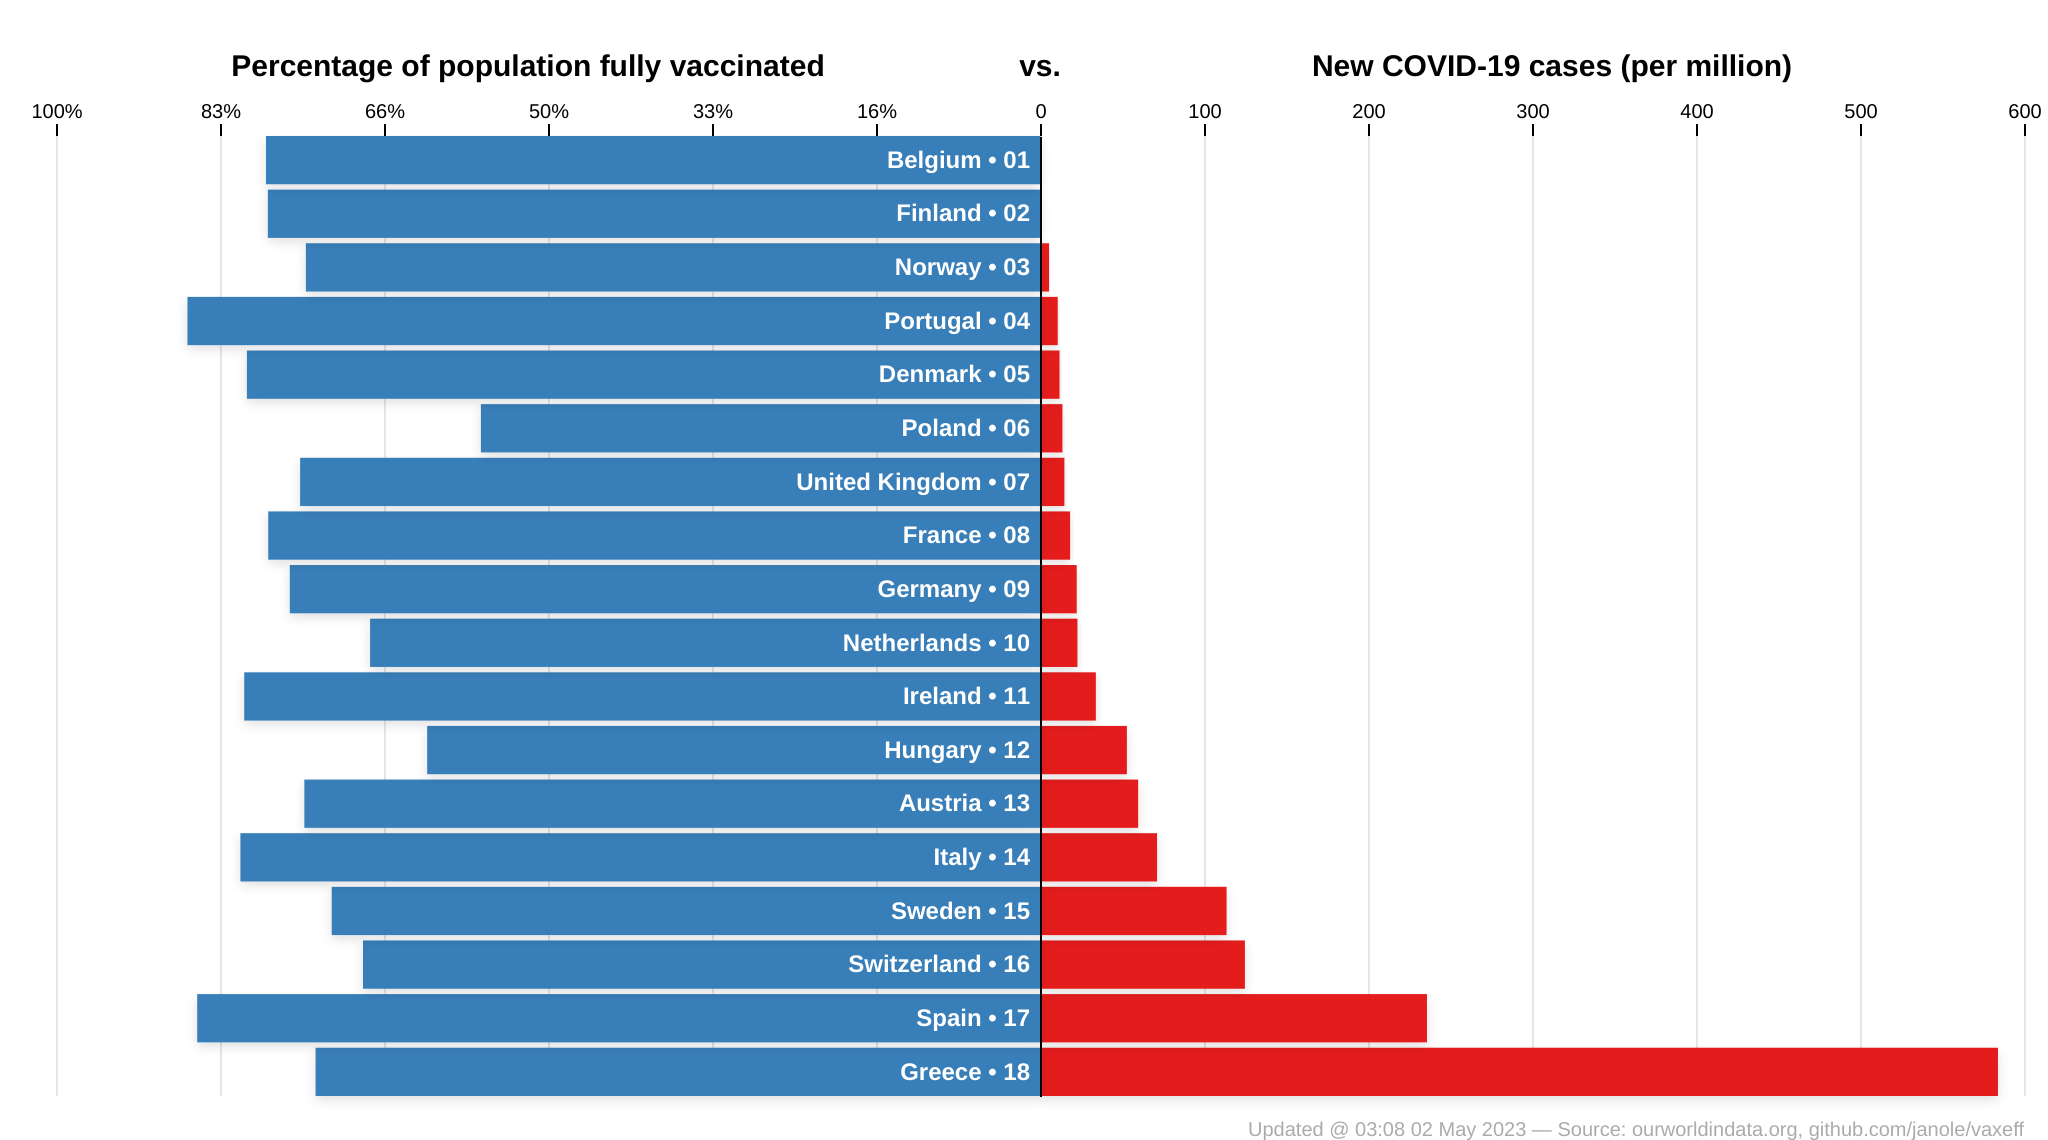 Percentage of population fully vaccinated vs. New COVID-19 cases (per million)
100% 83% 66% 50% 33% 16% 0 100 200 300 400 500 600
Belgium • 01
Finland • 02
Norway • 03
Portugal • 04
Denmark • 05
Poland • 06
United Kingdom • 07
France • 08
Germany • 09
Netherlands • 10
Ireland • 11
Hungary • 12
Austria • 13
Italy • 14
Sweden • 15
Switzerland • 16
Spain • 17
Greece • 18
Updated @ 03:08 02 May 2023 — Source: ourworldindata.org, github.com/janole/vaxeff